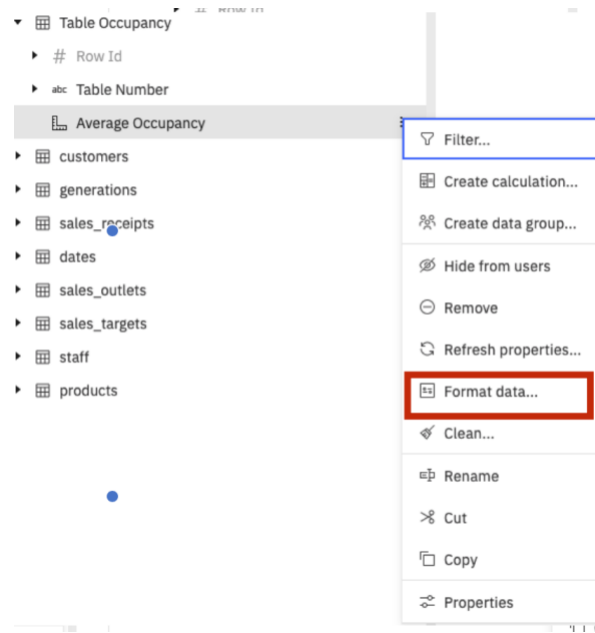 Table Occupancy
# Row Id
abc Table Number
Average Occupancy
customers
generations
sales_receipts
dates
sales_outlets
sales_targets
staff
products
Filter...
Create calculation...
Create data group...
Hide from users
Remove
Refresh properties...
Format data...
Clean...
Rename
Cut
Copy
Properties